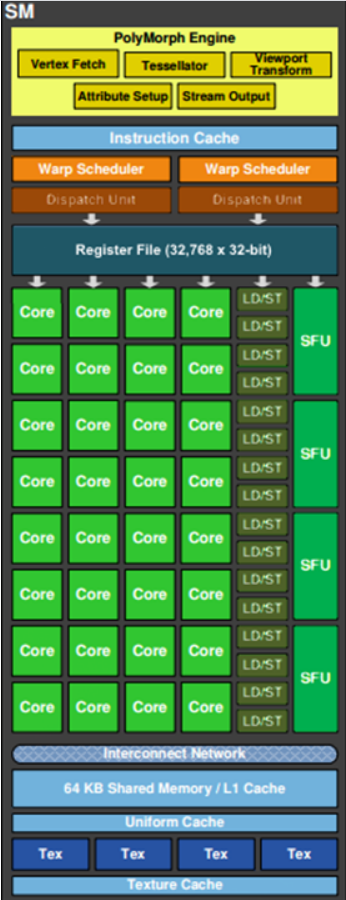 SM
PolyMorph Engine
Vertex Fetch Tessellator Viewport Transform
Attribute Setup Stream Output
Instruction Cache
Warp Scheduler Warp Scheduler
Dispatch Unit Dispatch Unit
Register File (32,768 x 32-bit)
LD/ST
Core Core Core Core
LD/ST
SFU
LD/ST
Core Core Core Core
LD/ST
LD/ST
Core Core Core Core
LD/ST
SFU
LD/ST
Core Core Core Core
LD/ST
LD/ST
Core Core Core Core
LD/ST
SFU
LD/ST
Core Core Core Core
LD/ST
LD/ST
Core Core Core Core
LD/ST
SFU
LD/ST
Core Core Core Core
LD/ST
Interconnect Network
64 KB Shared Memory / L1 Cache
Uniform Cache
Tex Tex Tex Tex
Texture Cache